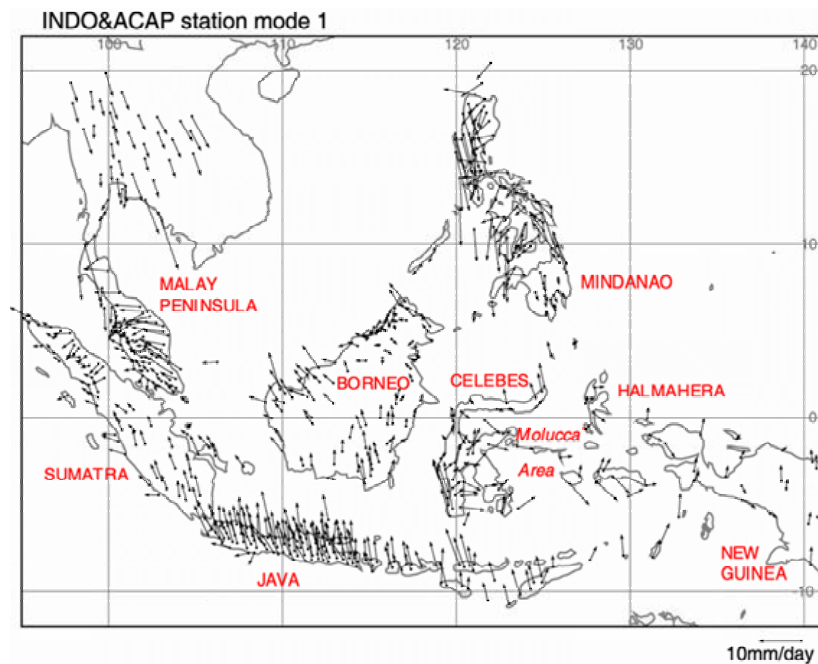 INDO&ACAP station mode 1
100
110
120
130
140
20
10
MALAY
PENINSULA
MINDANAO
BORNEO
CELEBES
HALMAHERA
0
Molucca
Area
SUMATRA
NEW
GUINEA
JAVA
-10
10mm/day